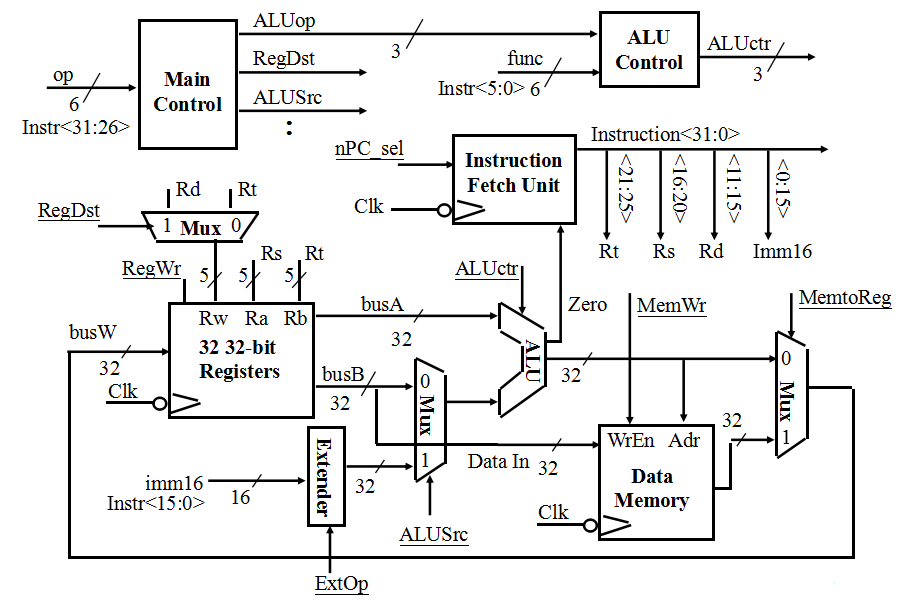 ALUop
3
RegDst
ALUSrc
:
op
6
Instr<31:26>
Main
Control
func
Instr<5:0>
6
ALU
Control
ALUctr
3
nPC_sel
Clk
Instruction
Fetch Unit
Instruction<31:0>
<21:25>
<16:20>
<11:15>
<0:15>
Rt
Rs
Rd
Imm16
Rd
Rt
RegDst
1 Mux 0
RegWr
5
5
5
Rs
Rt
busW
32
Clk
Rw Ra Rb
32 32-bit
Registers
busA
32
busB
32
ALUctr
ALU
Zero
32
MemWr
MemtoReg
0
Mux
1
0
Mux
1
32
imm16
Instr<15:0>
16
Extender
32
ExtOp
ALUSrc
Data In
32
WrEn Adr
Data
Memory
Clk